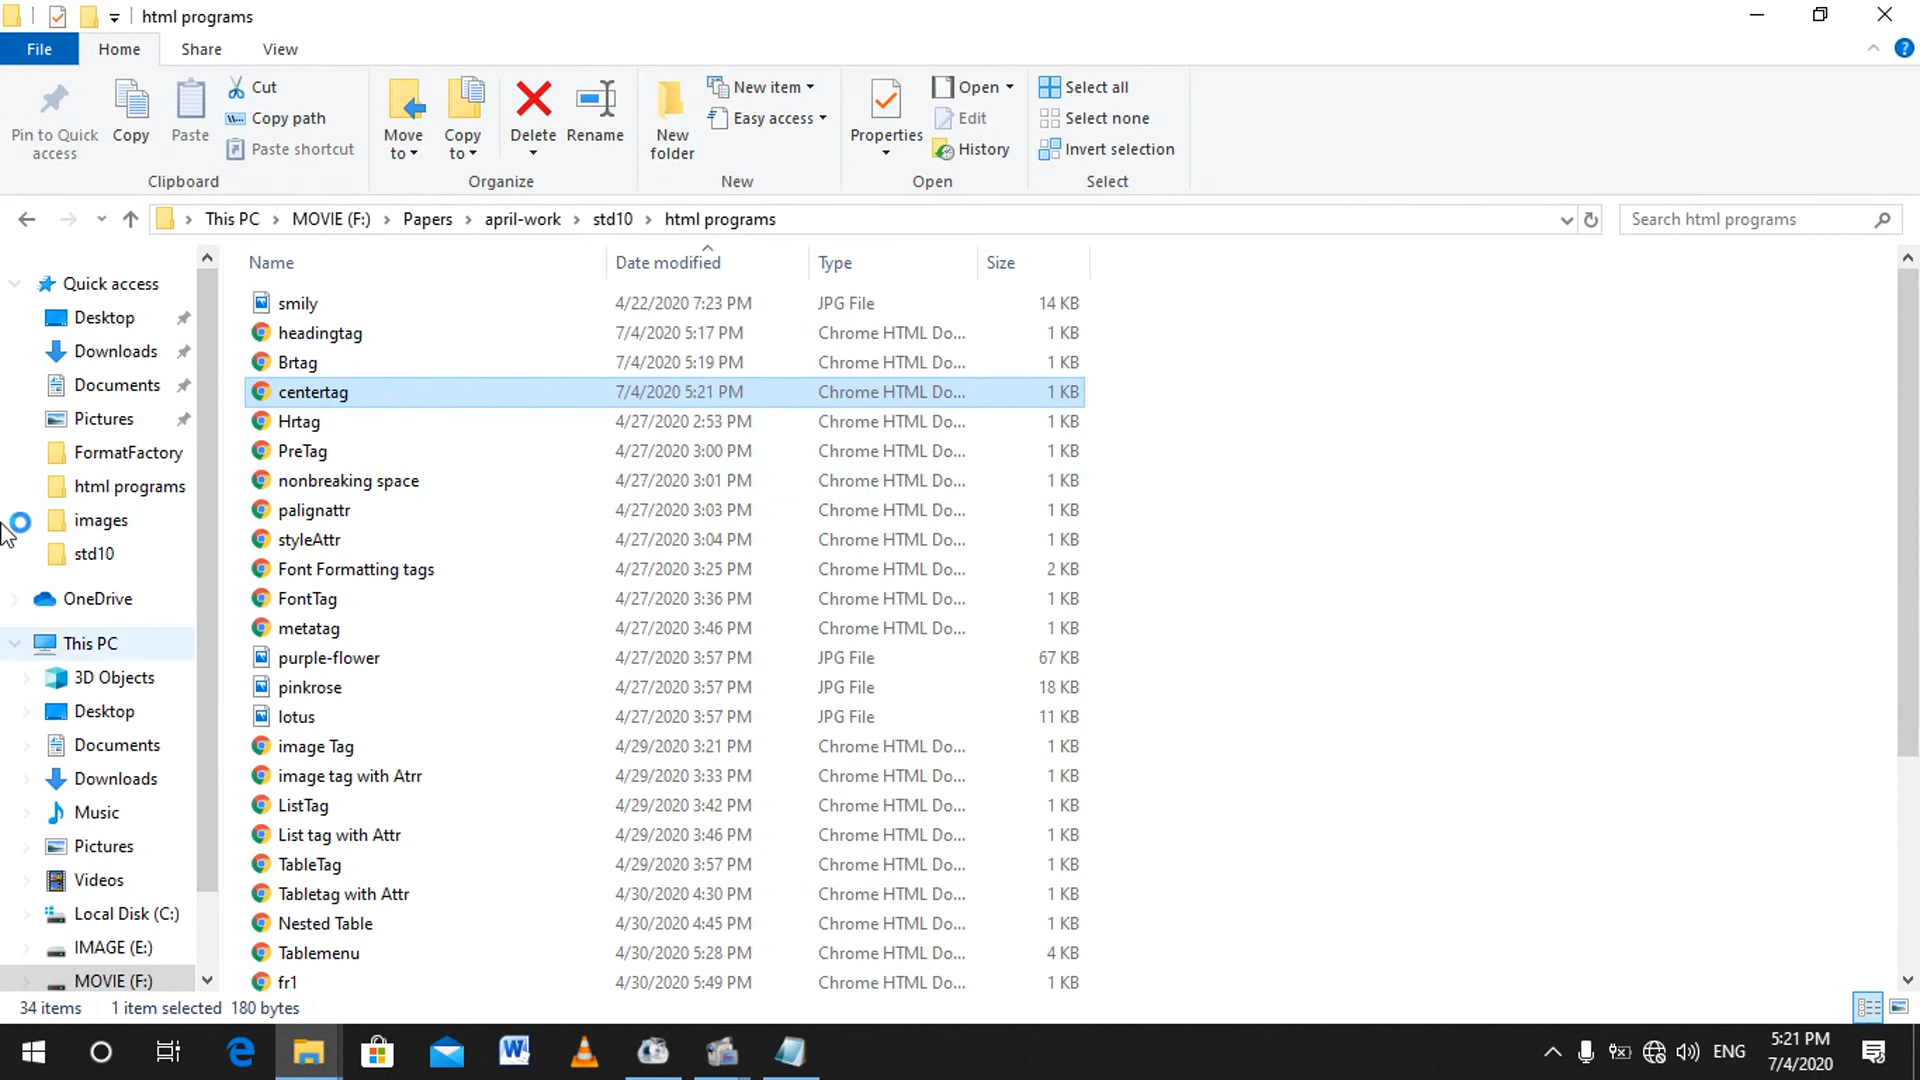 html programs
File Home Share View
Pin to Quick access
Copy
Paste
Cut
Copy path
Paste shortcut
Clipboard
Move to
Copy to
Delete
Rename
Organize
New folder
New item
Easy access
New
Properties
Open
Edit
History
Open
Select all
Select none
Invert selection
Select
This PC > MOVIE (F:) > Papers > april-work > std10 > html programs
Search html programs
Quick access
Desktop
Downloads
Documents
Pictures
FormatFactory
html programs
images
std10
OneDrive
This PC
3D Objects
Desktop
Documents
Downloads
Music
Pictures
Videos
Local Disk (C:)
IMAGE (E:)
MOVIE (F:)
Name Date modified Type Size
smily 4/22/2020 7:23 PM JPG File 14 KB
headingtag 7/4/2020 5:17 PM Chrome HTML Do... 1 KB
Brtag 7/4/2020 5:19 PM Chrome HTML Do... 1 KB
centertag 7/4/2020 5:21 PM Chrome HTML Do... 1 KB
Hrtag 4/27/2020 2:53 PM Chrome HTML Do... 1 KB
PreTag 4/27/2020 3:00 PM Chrome HTML Do... 1 KB
nonbreaking space 4/27/2020 3:01 PM Chrome HTML Do... 1 KB
palignattr 4/27/2020 3:03 PM Chrome HTML Do... 1 KB
styleAttr 4/27/2020 3:04 PM Chrome HTML Do... 1 KB
Font Formatting tags 4/27/2020 3:25 PM Chrome HTML Do... 2 KB
FontTag 4/27/2020 3:36 PM Chrome HTML Do... 1 KB
metatag 4/27/2020 3:46 PM Chrome HTML Do... 1 KB
purple-flower 4/27/2020 3:57 PM JPG File 67 KB
pinkrose 4/27/2020 3:57 PM JPG File 18 KB
lotus 4/27/2020 3:57 PM JPG File 11 KB
image Tag 4/29/2020 3:21 PM Chrome HTML Do... 1 KB
image tag with Atrr 4/29/2020 3:33 PM Chrome HTML Do... 1 KB
ListTag 4/29/2020 3:42 PM Chrome HTML Do... 1 KB
List tag with Attr 4/29/2020 3:46 PM Chrome HTML Do... 1 KB
TableTag 4/29/2020 3:57 PM Chrome HTML Do... 1 KB
Tabletag with Attr 4/30/2020 4:30 PM Chrome HTML Do... 1 KB
Nested Table 4/30/2020 4:45 PM Chrome HTML Do... 1 KB
Tablemenu 4/30/2020 5:28 PM Chrome HTML Do... 4 KB
fr1 4/30/2020 5:49 PM Chrome HTML Do... 1 KB
34 items 1 item selected 180 bytes
ENG
5:21 PM
7/4/2020